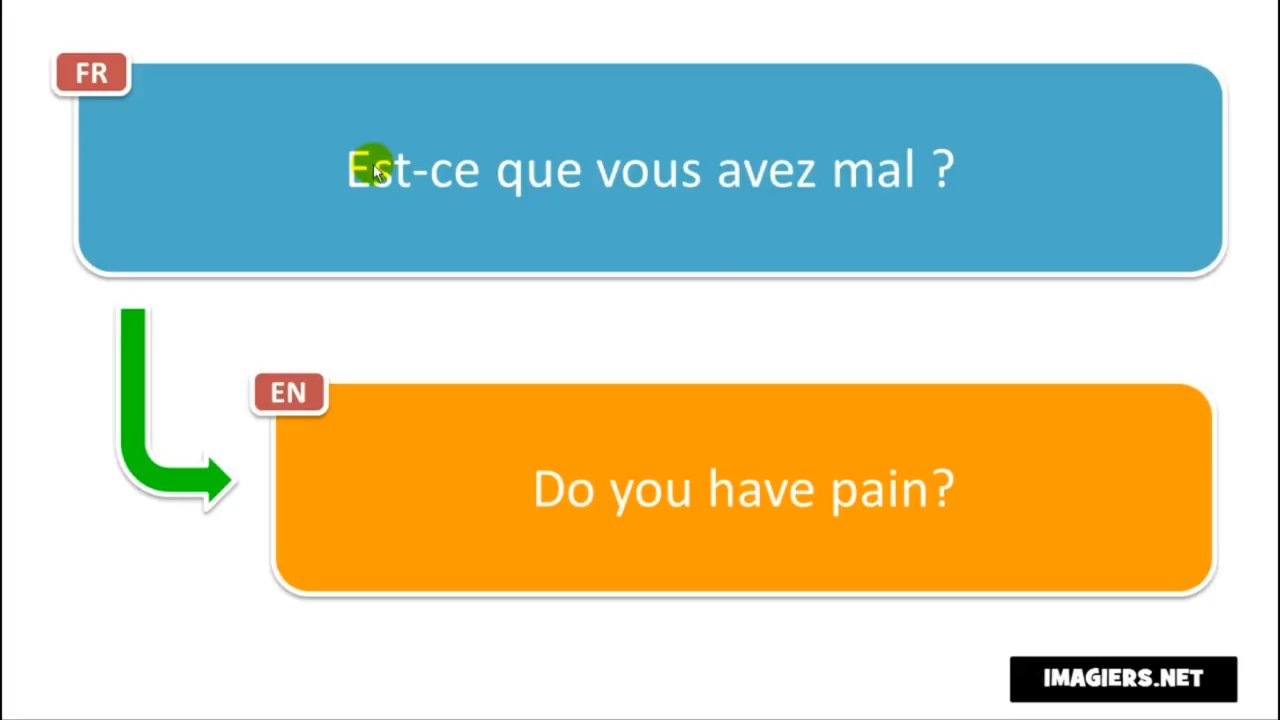 FR
Est-ce que vous avez mal ?
EN
Do you have pain?
IMAGIERS.NET